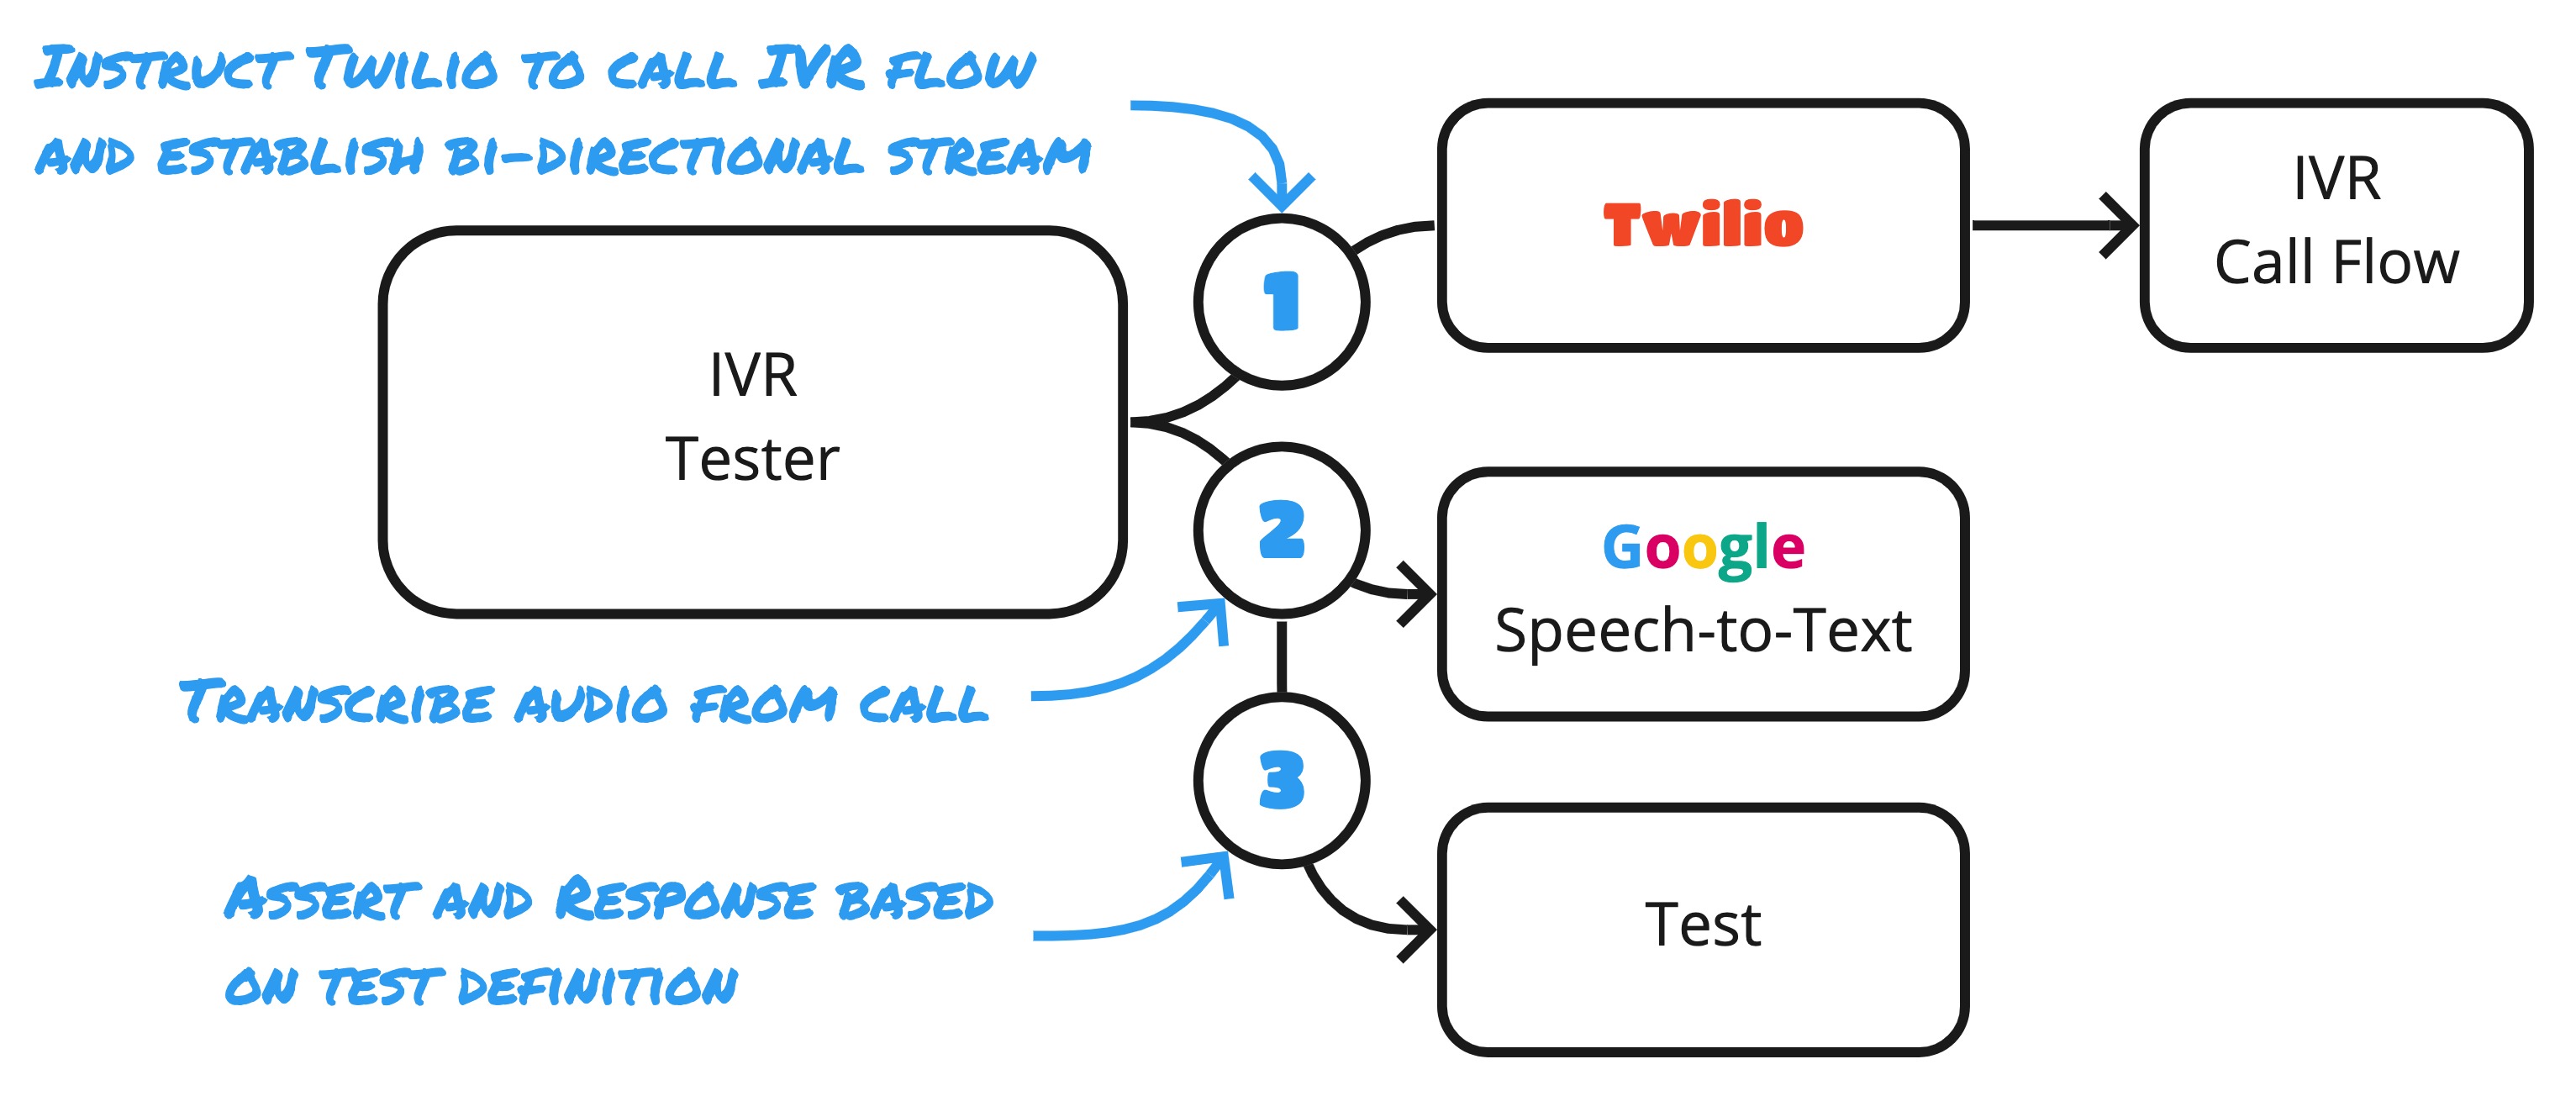 Instruct Twilio to call IVR flow
and establish bi-directional stream
IVR
Tester
1
Twilio
IVR
Call Flow
2
Google
Speech-to-Text
Transcribe audio from call
3
Assert and Response based
on test definition
Test